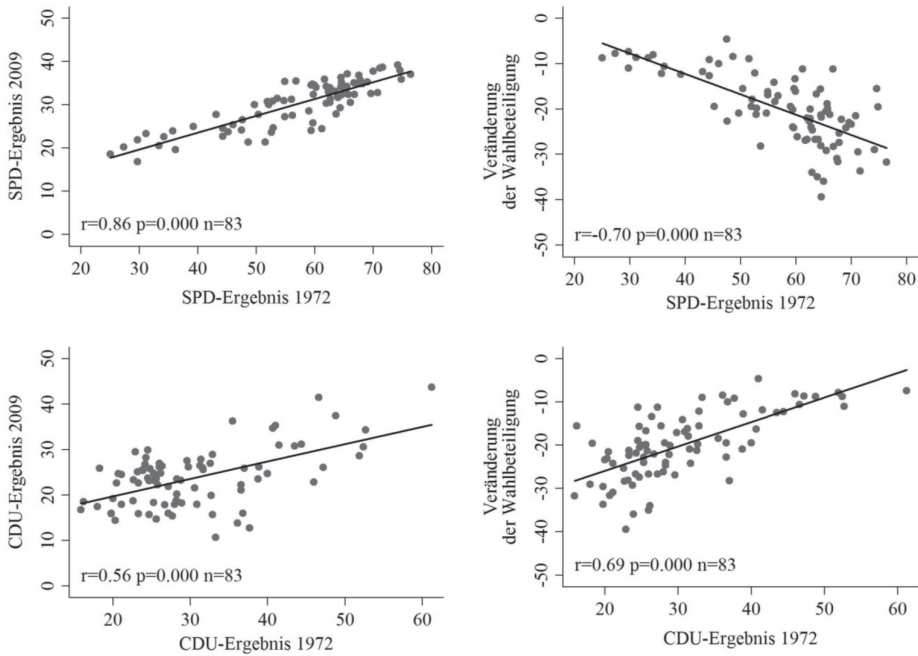 SPD-Ergebnis 2009
50
40
30
20
10
0
r=0.86 p=0.000 n=83
20 30 40 50 60 70 80
SPD-Ergebnis 1972
Veränderung
der Wahlbeteiligung
-0
-10
-20
-30
-40
-50
r=-0.70 p=0.000 n=83
20 30 40 50 60 70 80
SPD-Ergebnis 1972
CDU-Ergebnis 2009
50
40
30
20
10
0
r=0.56 p=0.000 n=83
20 30 40 50 60
CDU-Ergebnis 1972
Veränderung
der Wahlbeteiligung
-0
-10
-20
-30
-40
-50
r=0.69 p=0.000 n=83
20 30 40 50 60
CDU-Ergebnis 1972